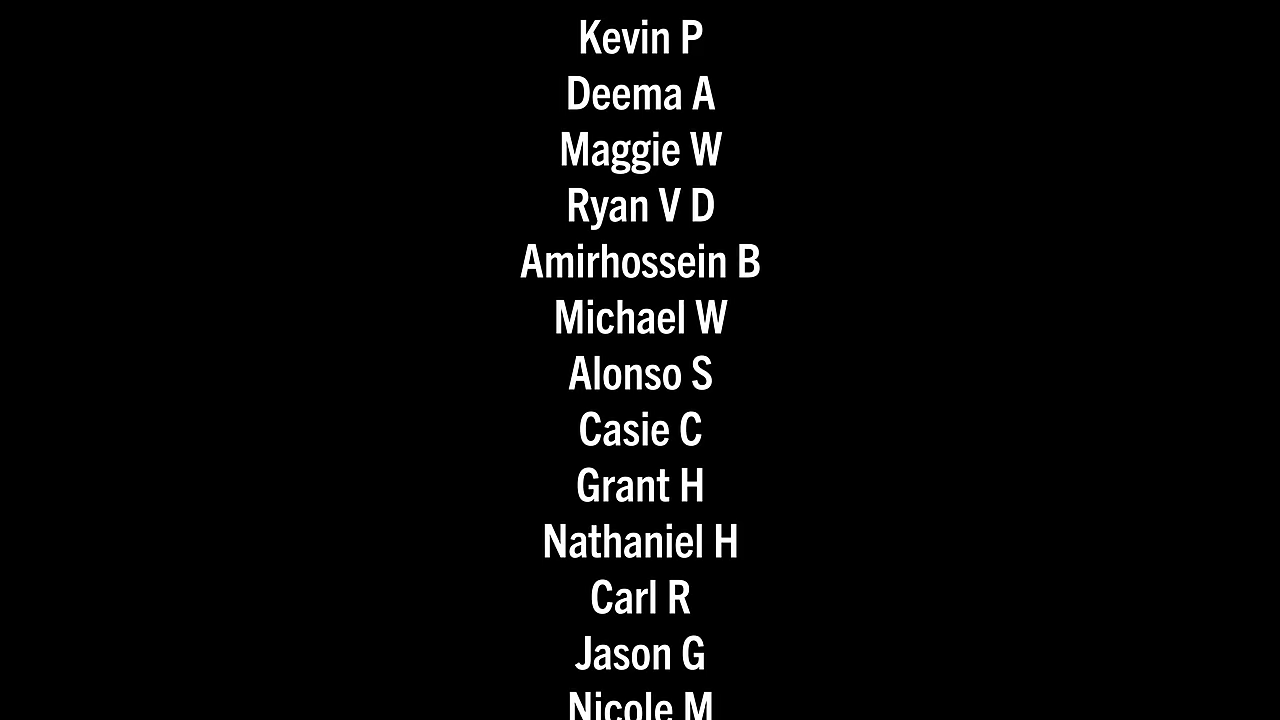 Kevin P
Deema A
Maggie W
Ryan V D
Amirhossein B
Michael W
Alonso S
Casie C
Grant H
Nathaniel H
Carl R
Jason G
Nicole M